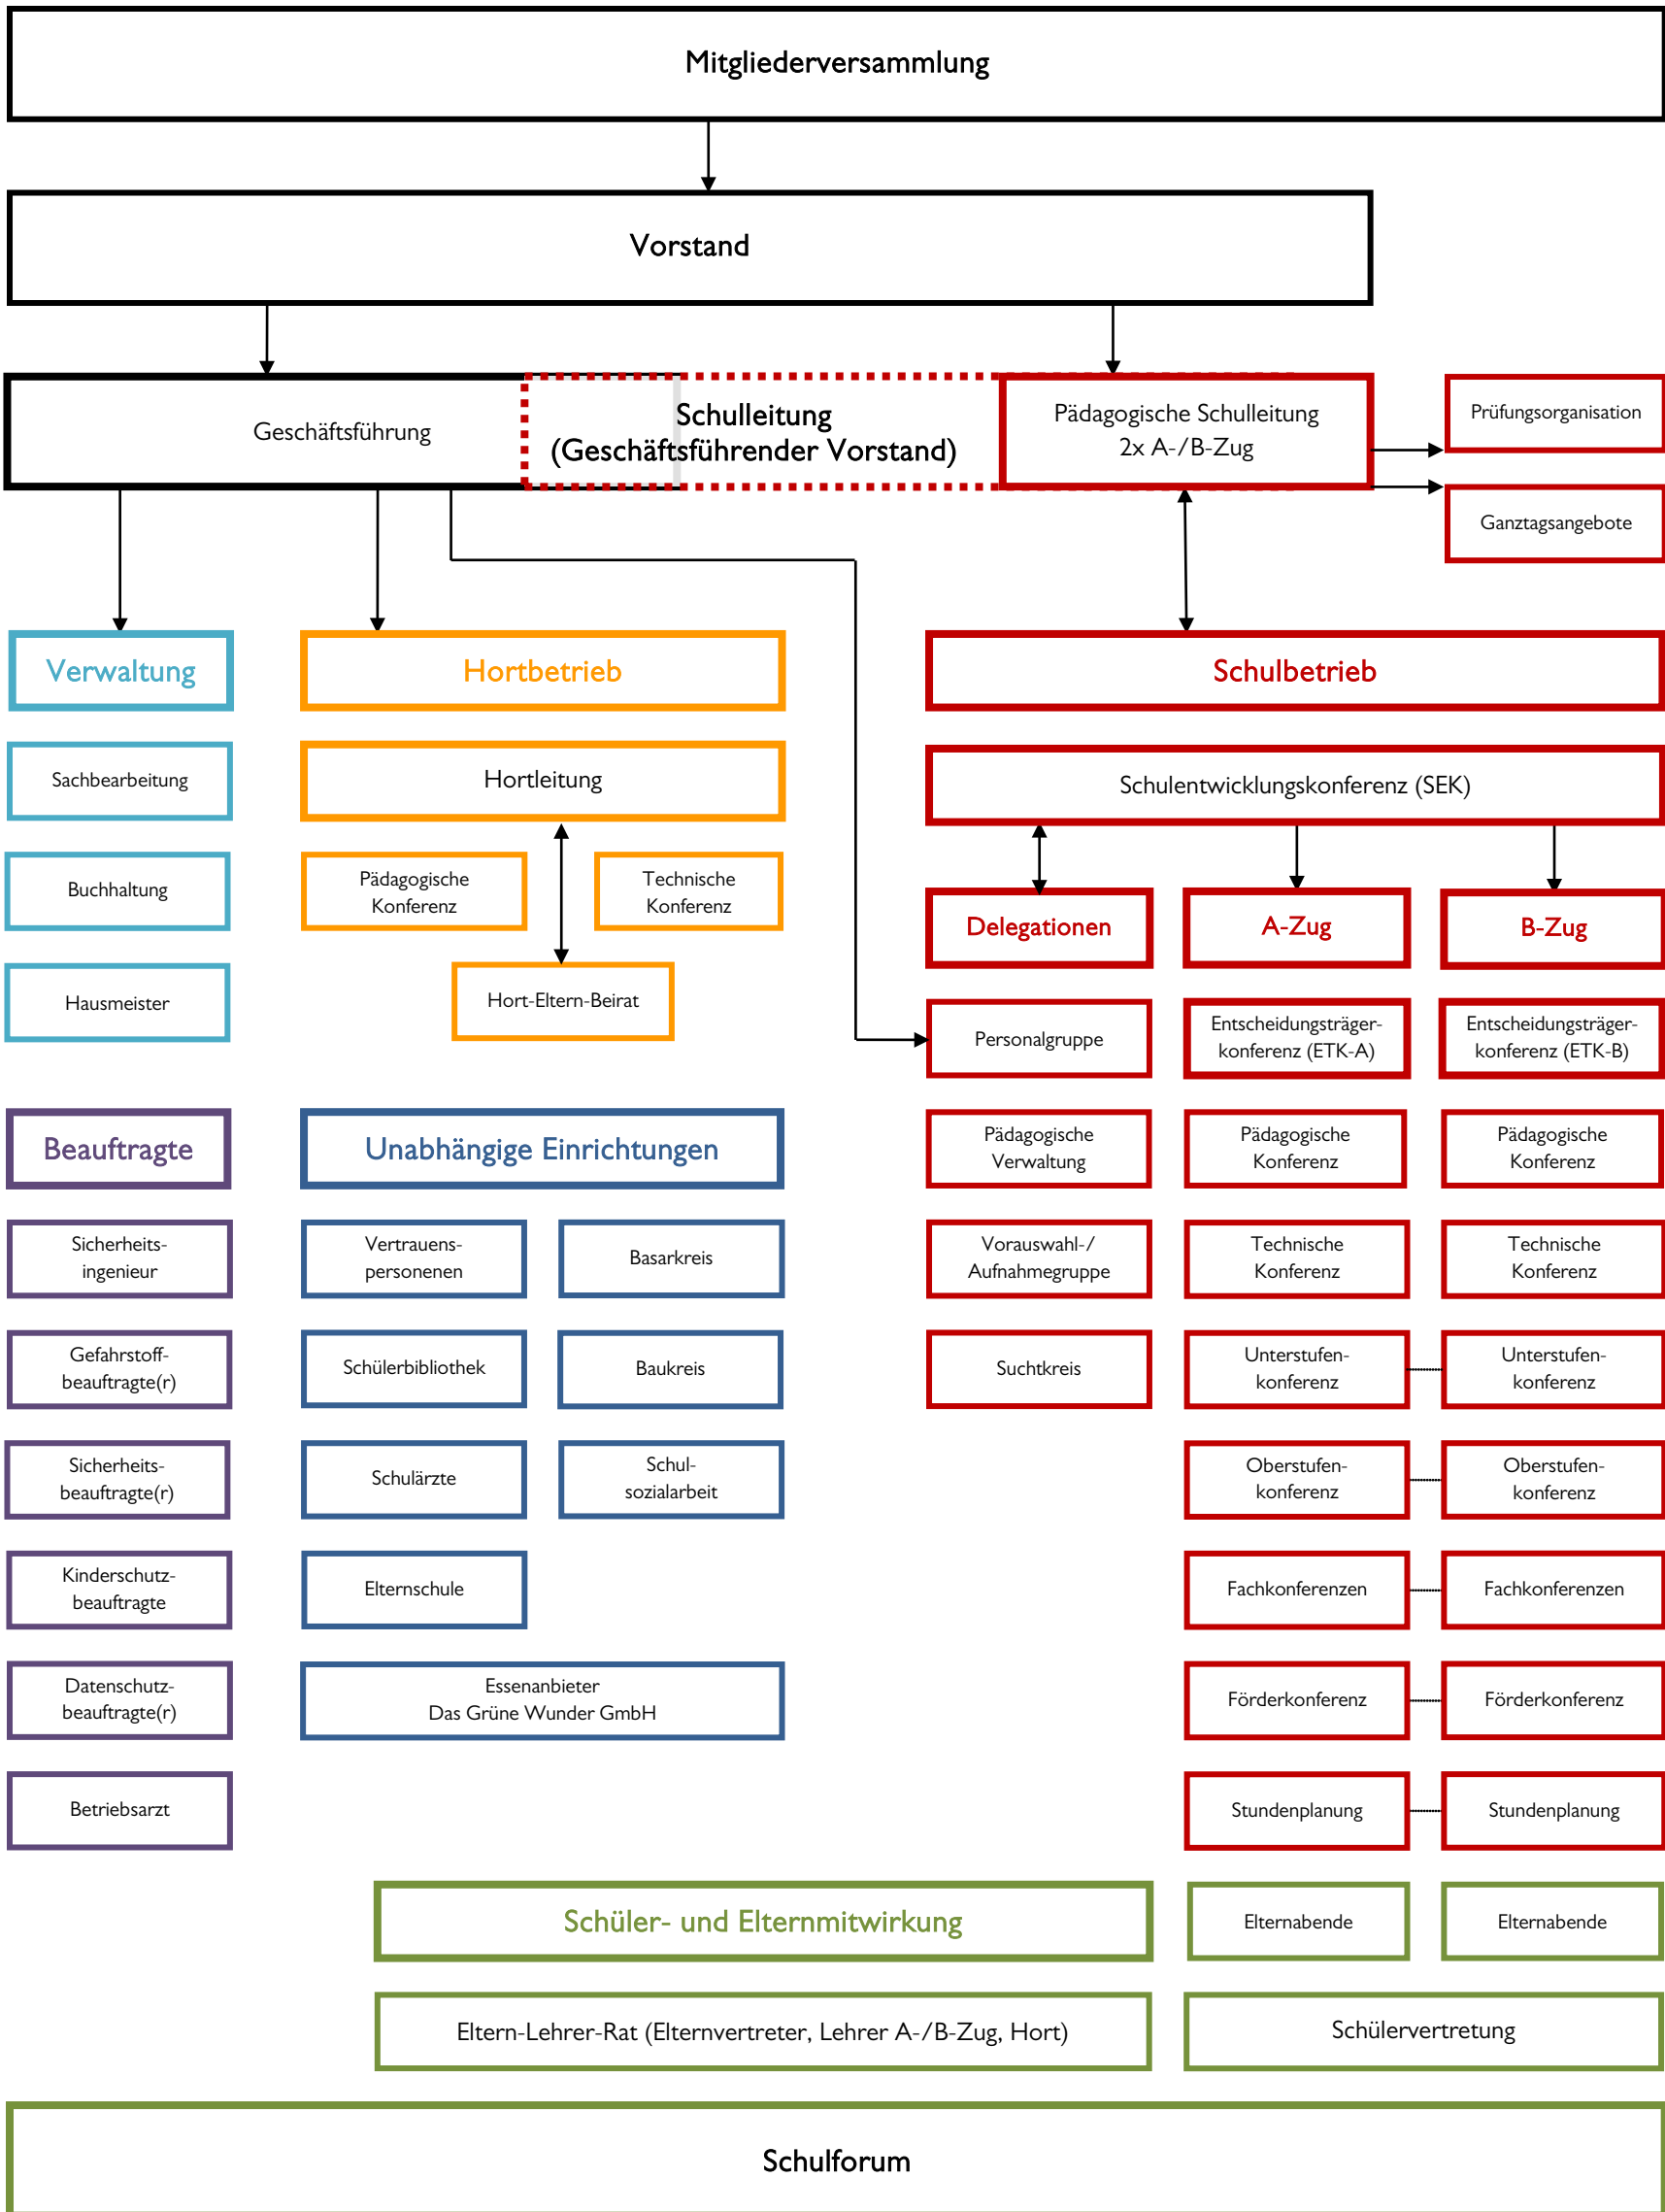 Mitgliederversammlung
Vorstand
Geschäftsführung
Schulleitung
(Geschäftsführender Vorstand)
Pädagogische Schulleitung
2x A-/B-Zug
Prüfungsorganisation
Ganztagsangebote
Verwaltung
Sachbearbeitung
Buchhaltung
Hausmeister
Hortbetrieb
Hortleitung
Pädagogische
Konferenz
Technische
Konferenz
Hort-Eltern-Beirat
Schulbetrieb
Schulentwicklungskonferenz (SEK)
Delegationen
Personalgruppe
Pädagogische
Verwaltung
Vorauswahl-/
Aufnahmegruppe
Suchtkreis
A-Zug
Entscheidungsträger-
konferenz (ETK-A)
Pädagogische
Konferenz
Technische
Konferenz
Unterstufen-
konferenz
Oberstufen-
konferenz
Fachkonferenzen
Förderkonferenz
Stundenplanung
B-Zug
Entscheidungsträger-
konferenz (ETK-B)
Pädagogische
Konferenz
Technische
Konferenz
Unterstufen-
konferenz
Oberstufen-
konferenz
Fachkonferenzen
Förderkonferenz
Stundenplanung
Beauftragte
Sicherheits-
ingenieur
Gefahrstoff-
beauftragte(r)
Sicherheits-
beauftragte(r)
Kinderschutz-
beauftragte
Datenschutz-
beauftragte(r)
Betriebsarzt
Unabhängige Einrichtungen
Vertrauens-
personenen
Basarkreis
Schülerbibliothek
Baukreis
Schulärzte
Schul-
sozialarbeit
Elternschule
Essenanbieter
Das Grüne Wunder GmbH
Schüler- und Elternmitwirkung
Elternabende
Elternabende
Eltern-Lehrer-Rat (Elternvertreter, Lehrer A-/B-Zug, Hort)
Schülervertretung
Schulforum